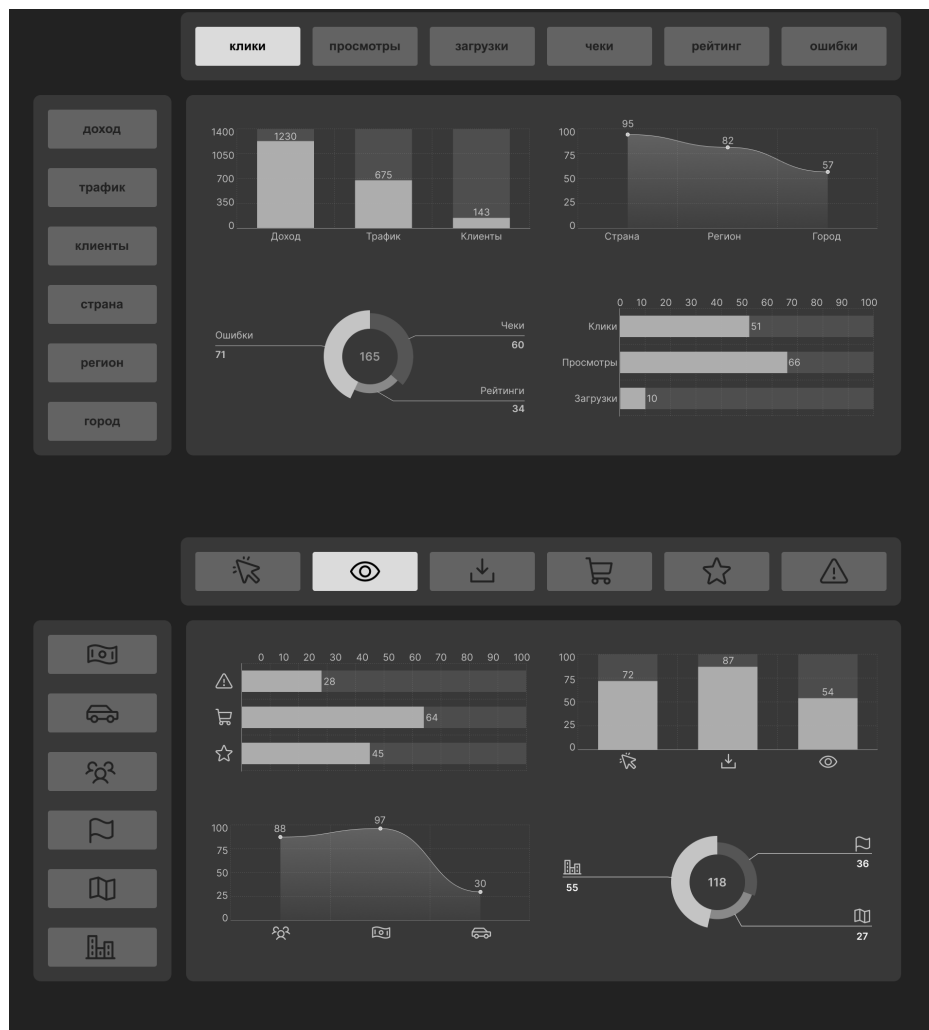 клики просмотры загрузки чеки рейтинг ошибки
доход
трафик
клиенты
страна
регион
город
1400
1050
700
350
0
1230
675
143
Доход Трафик Клиенты
100
75
50
25
0
95
82
57
Страна Регион Город
Ошибки
71
165
Чеки
60
Рейтинги
34
0 10 20 30 40 50 60 70 80 90 100
Клики 51
Просмотры 66
Загрузки 10
0 10 20 30 40 50 60 70 80 90 100
28
64
45
100
75
50
25
0
72
87
54
100
75
50
25
0
88
97
30
55
118
36
27